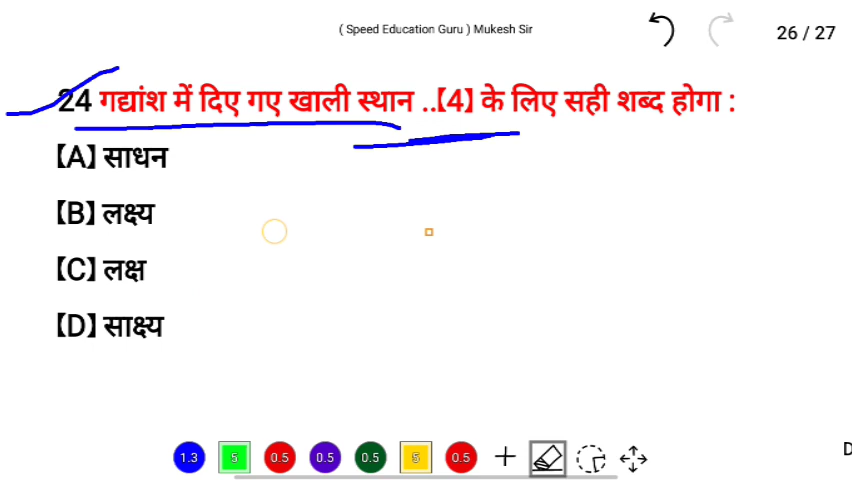 ( Speed Education Guru ) Mukesh Sir
26 / 27
24 गद्यांश में दिए गए खाली स्थान ..【4】 के लिए सही शब्द होगा :
【A】 साधन
【B】 लक्ष्य
【C】 लक्ष
【D】 साक्ष्य
1.3 5 0.5 0.5 0.5 5 0.5